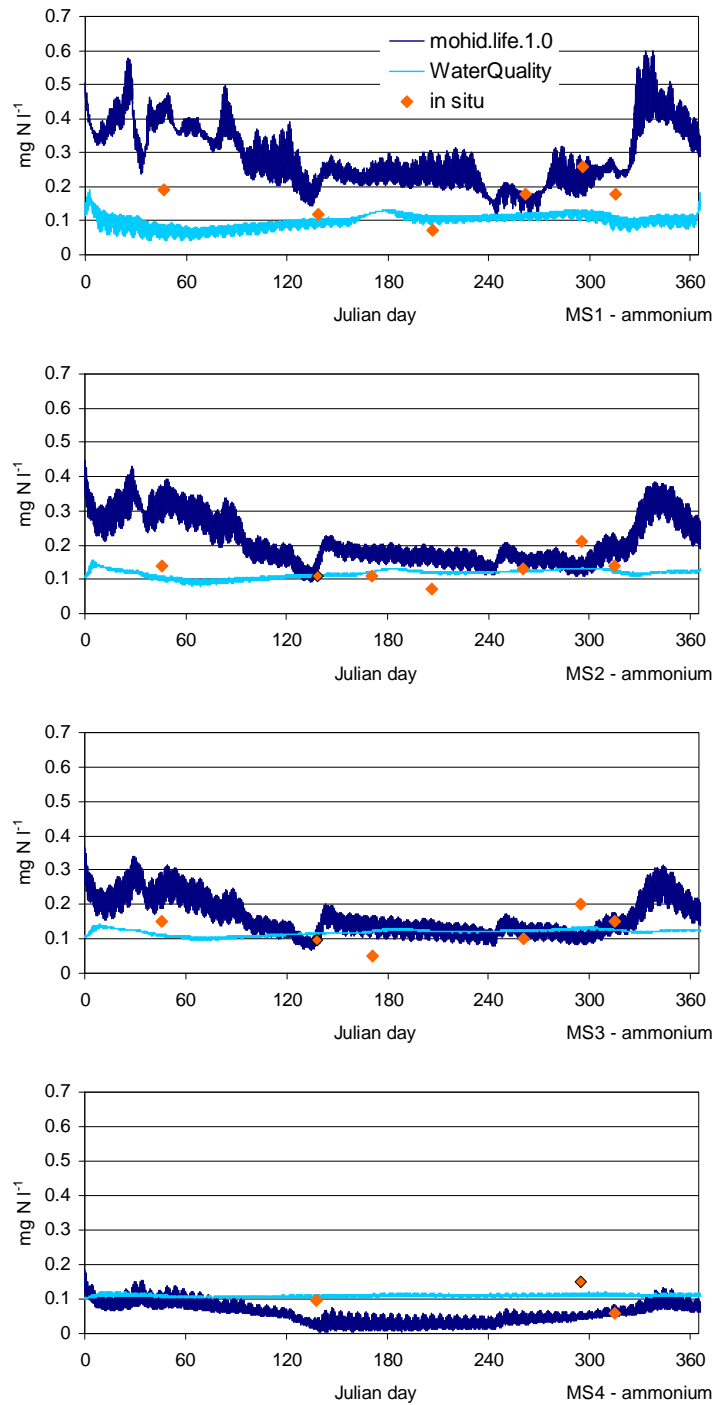 0.7
mohid.life.1.0
0.6
WaterQuality
0.5
in situ
0.4
mg N l-1
0.3
0.2
0.1
0
0 60 120 180 240 300 360
Julian day MS1 - ammonium
0.7
0.6
0.5
0.4
mg N l-1
0.3
0.2
0.1
0
0 60 120 180 240 300 360
Julian day MS2 - ammonium
0.7
0.6
0.5
0.4
mg N l-1
0.3
0.2
0.1
0
0 60 120 180 240 300 360
Julian day MS3 - ammonium
0.7
0.6
0.5
0.4
mg N l-1
0.3
0.2
0.1
0
0 60 120 180 240 300 360
Julian day MS4 - ammonium